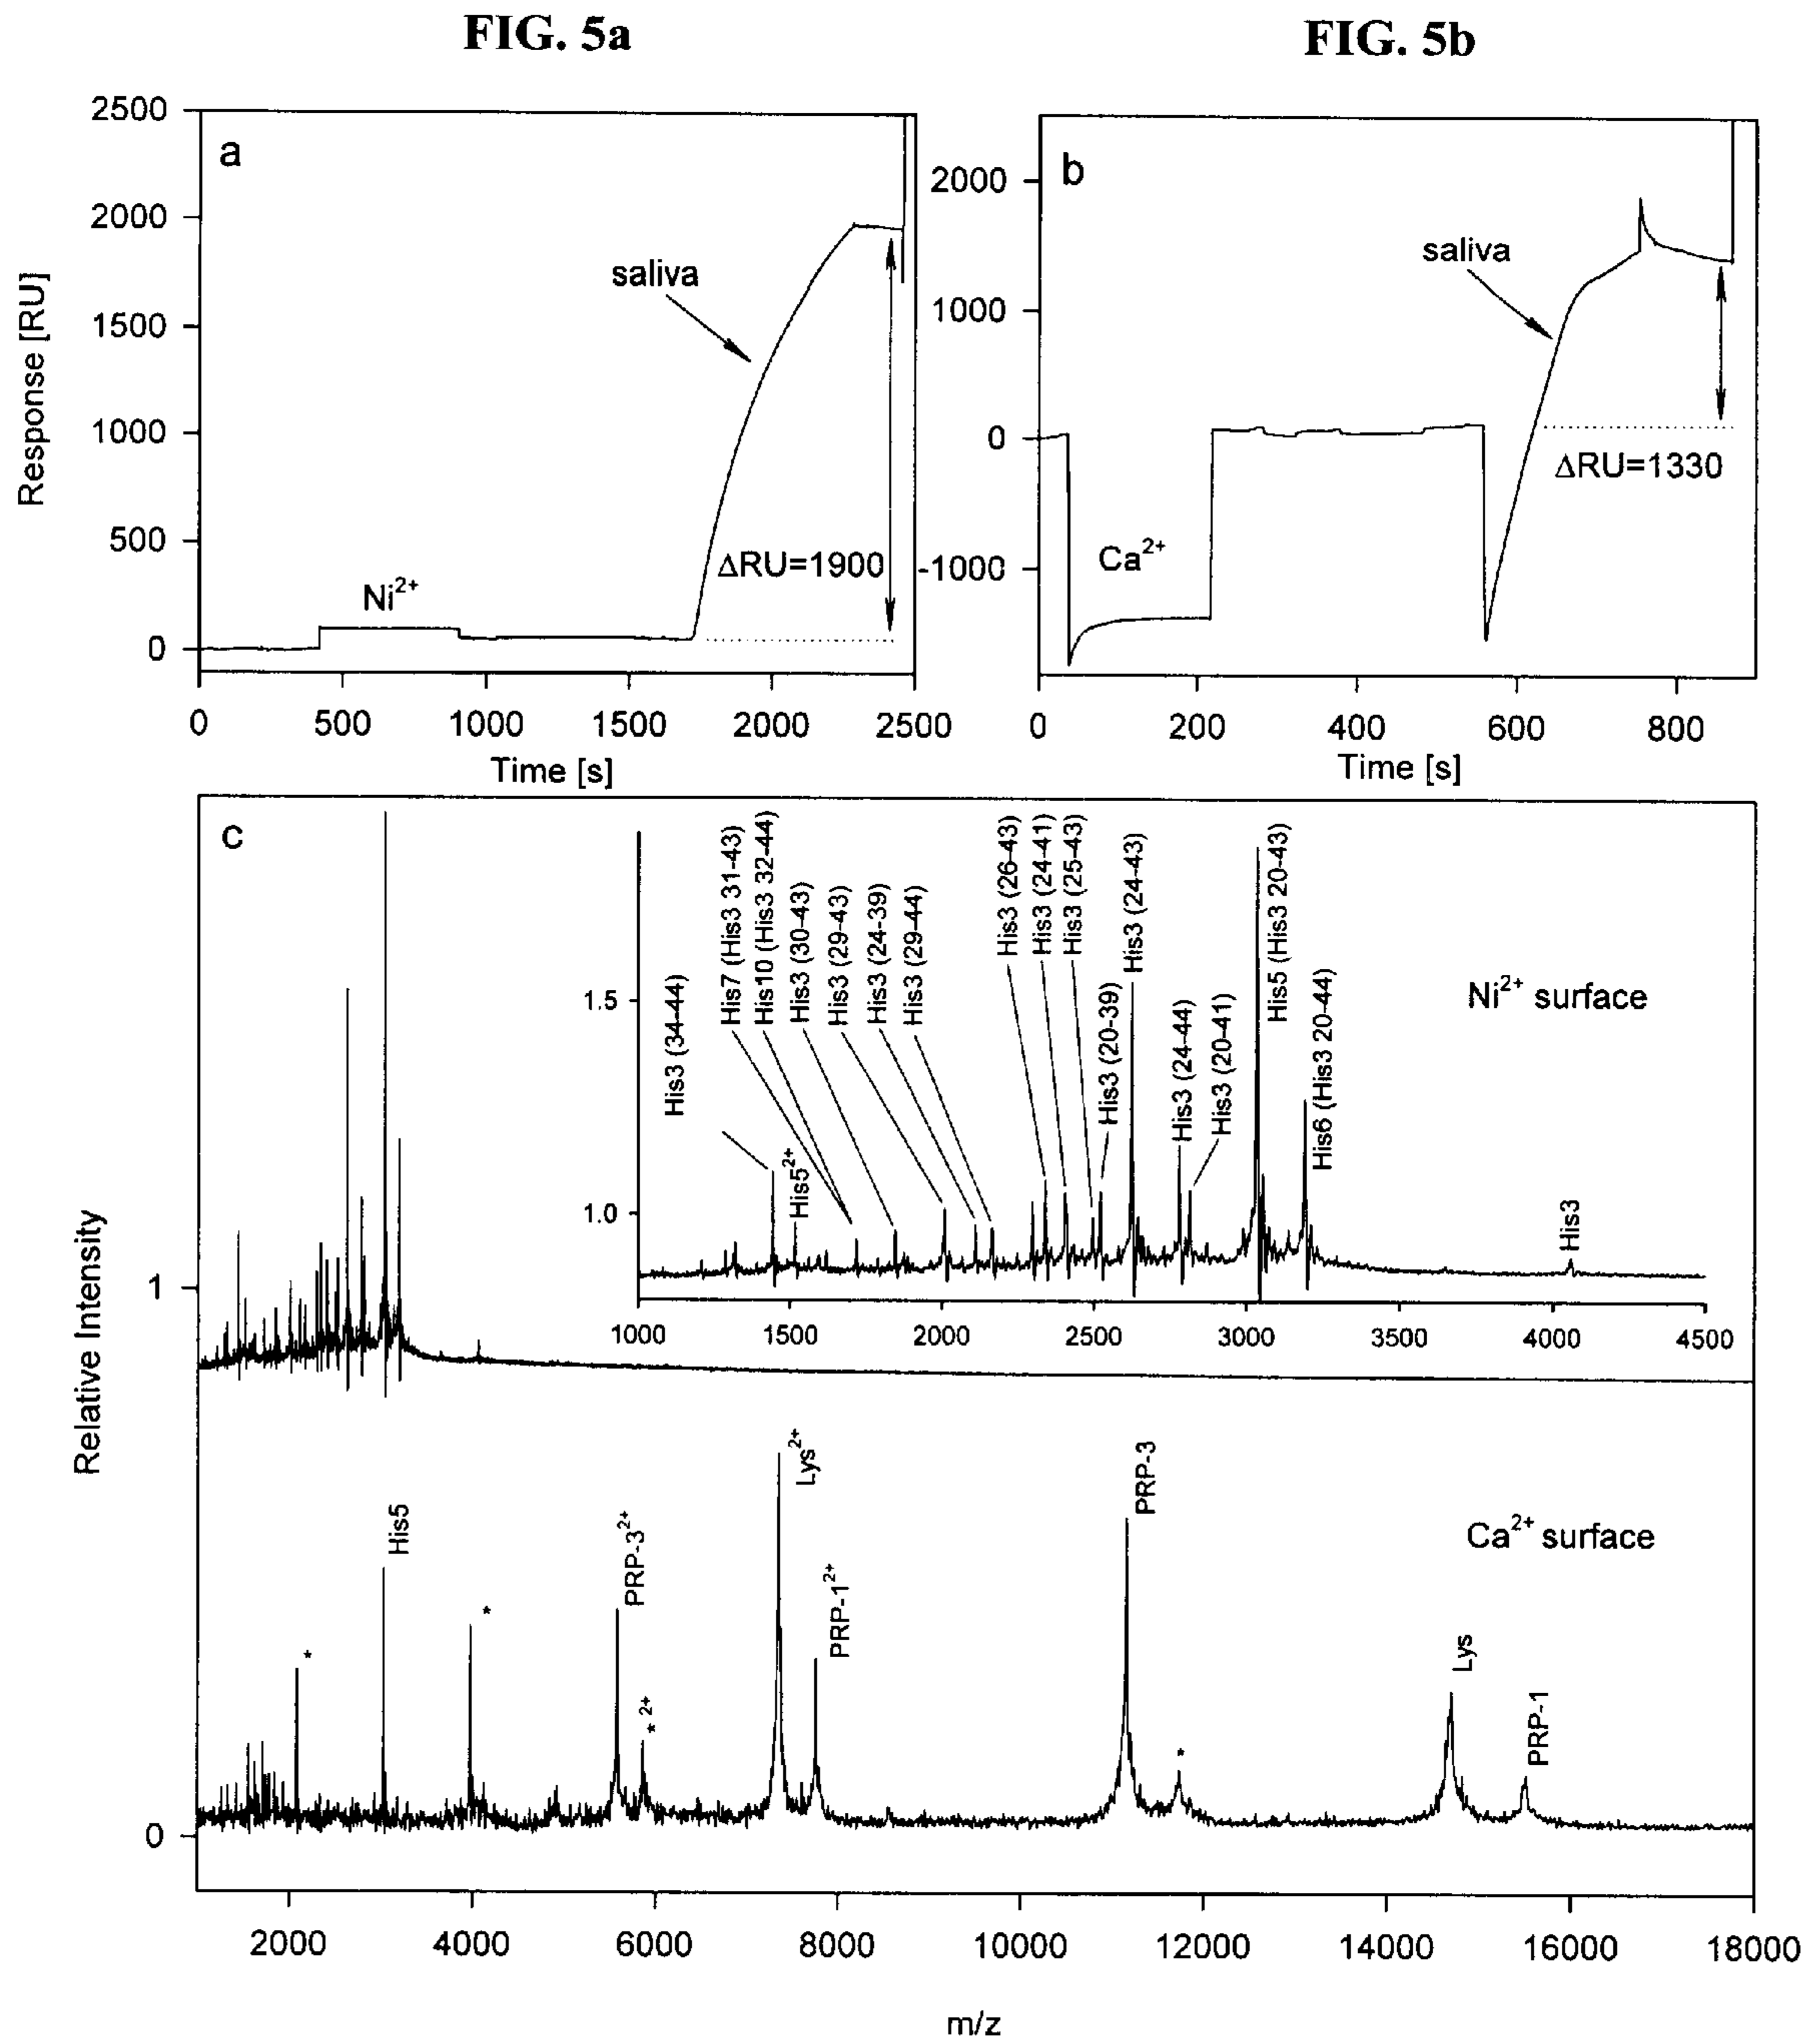 FIG. 5a
FIG. 5b
a
2500
2000
1500
1000
500
0
Response [RU]
saliva
Ni2+
ΔRU=1900
0 500 1000 1500 2000 2500
Time [s]
b
2000
1000
0
-1000
saliva
Ca2+
ΔRU=1330
0 200 400 600 800
Time [s]
c
Relative Intensity
1
0
1.5
1.0
His3 (34-44)
His5 2+
His7 (His3 31-43)
His10 (His3 32-44)
His3 (30-43)
His3 (29-43)
His3 (24-39)
His3 (29-44)
His3 (26-43)
His3 (24-41)
His3 (25-43)
His3 (20-39)
His3 (24-43)
His3 (24-44)
His3 (20-41)
His5 (His3 20-43)
His6 (His3 20-44)
His3
Ni2+ surface
1000 1500 2000 2500 3000 3500 4000 4500
*
His5
*
PRP-3 2+
* 2+
Lys2+
PRP-1 2+
PRP-3
*
Lys
PRP-1
Ca2+ surface
2000 4000 6000 8000 10000 12000 14000 16000 18000
m/z